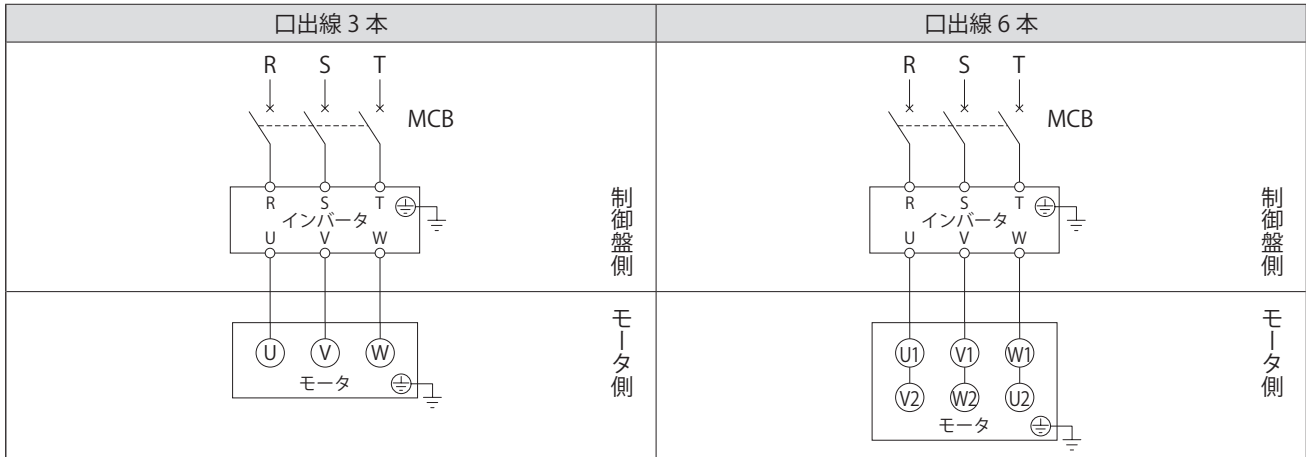 口出線 3 本
R S T
MCB
R S T
インバータ
U V W
制御盤側
U V W
モータ
モータ側
口出線 6 本
R S T
MCB
R S T
インバータ
U V W
制御盤側
U1 V1 W1
V2 W2 U2
モータ
モータ側